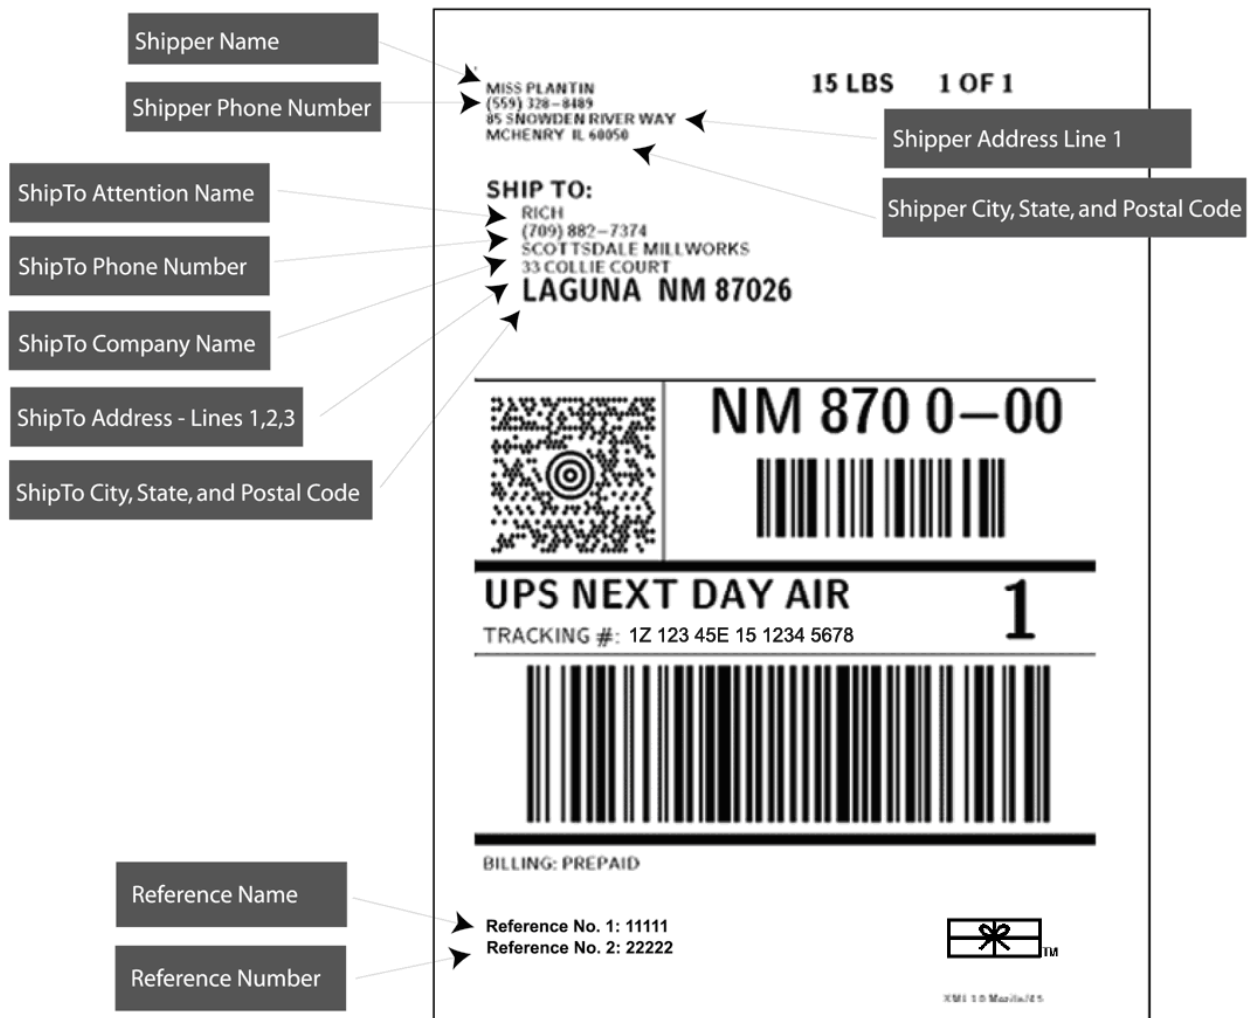 Shipper Name
Shipper Phone Number
MISS PLANTIN
(559) 328-8489
85 SNOWDEN RIVER WAY
MCHENRY IL 60050
15 LBS 1 OF 1
Shipper Address Line 1
Shipper City, State, and Postal Code
ShipTo Attention Name
ShipTo Phone Number
ShipTo Company Name
ShipTo Address - Lines 1,2,3
ShipTo City, State, and Postal Code
SHIP TO:
RICH
(709) 882-7374
SCOTTSDALE MILLWORKS
33 COLLIE COURT
LAGUNA NM 87026
NM 870 0-00
UPS NEXT DAY AIR
1
TRACKING #: 1Z 123 45E 15 1234 5678
BILLING: PREPAID
Reference Name
Reference Number
Reference No. 1: 11111
Reference No. 2: 22222
TM